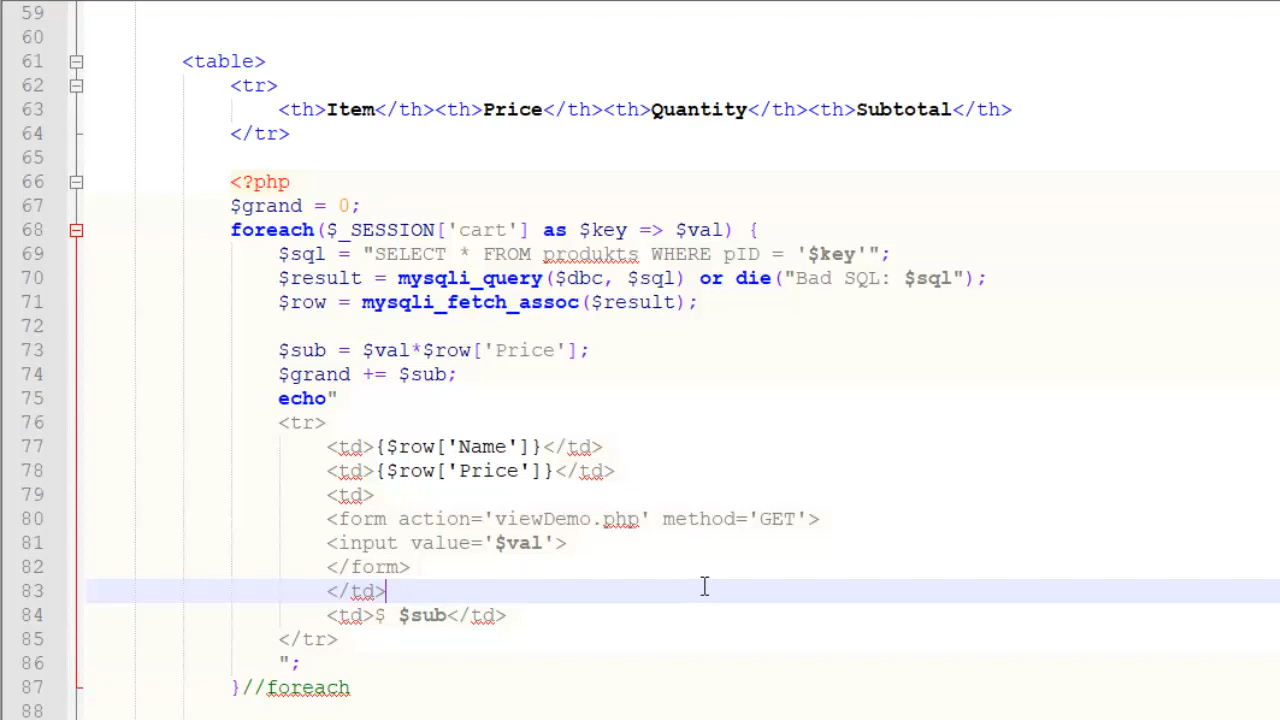 59
60
61 <table>
62 <tr>
63 <th>Item</th><th>Price</th><th>Quantity</th><th>Subtotal</th>
64 </tr>
65
66 <?php
67 $grand = 0;
68 foreach($_SESSION['cart'] as $key => $val) {
69 $sql = "SELECT * FROM produkts WHERE pID = '$key'";
70 $result = mysqli_query($dbc, $sql) or die("Bad SQL: $sql");
71 $row = mysqli_fetch_assoc($result);
72
73 $sub = $val*$row['Price'];
74 $grand += $sub;
75 echo"
76 <tr>
77 <td>{$row['Name']}</td>
78 <td>{$row['Price']}</td>
79 <td>
80 <form action='viewDemo.php' method='GET'>
81 <input value='$val'>
82 </form>
83 </td>
84 <td>$ $sub</td>
85 </tr>
86 ";
87 }//foreach
88